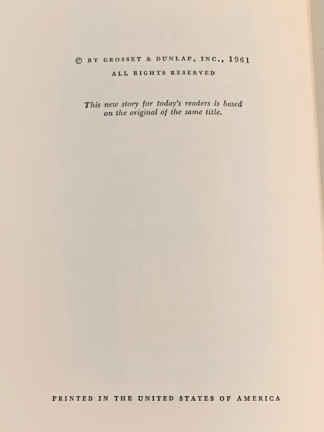 © BY GROSSET & DUNLAP, INC., 1961
ALL RIGHTS RESERVED
This new story for today's readers is based
on the original of the same title.
PRINTED IN THE UNITED STATES OF AMERICA